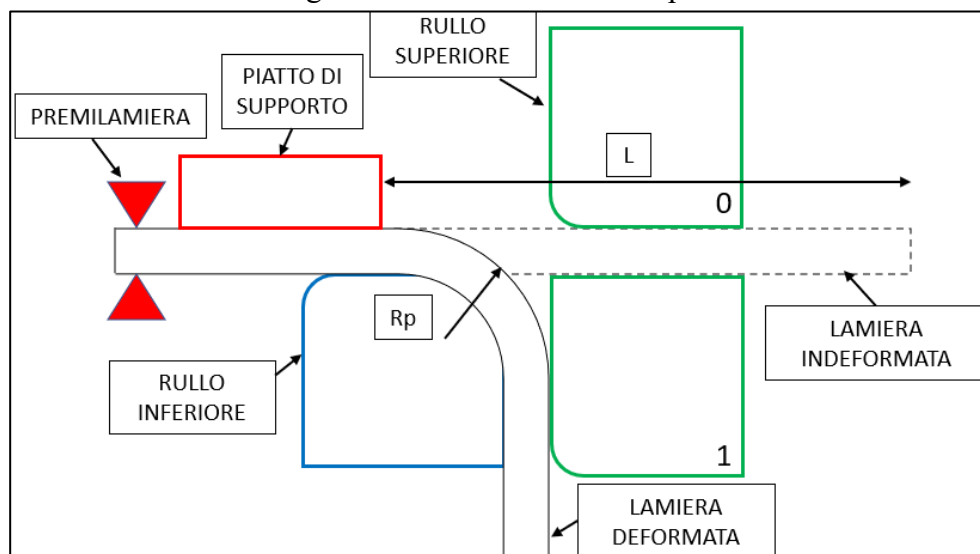 RULLO
SUPERIORE
PIATTO DI
SUPPORTO
PREMILAMIERA
L
0
Rp
LAMIERA
INDEFORMATA
RULLO
INFERIORE
1
LAMIERA
DEFORMATA